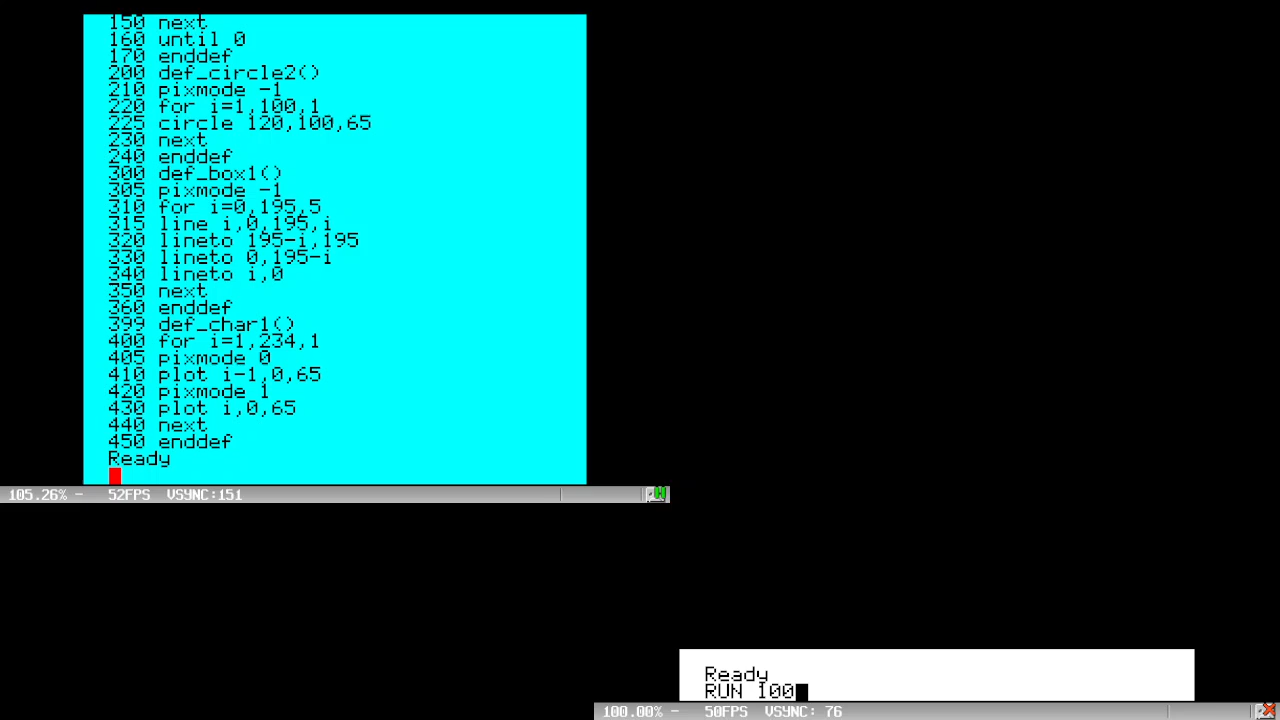 150 next
160 until 0
170 enddef
200 def_circle2()
210 pixmode -1
220 for i=1,100,1
225 circle 120,100,65
230 next
240 enddef
300 def_box1()
305 pixmode -1
310 for i=0,195,5
315 line i,0,195,i
320 lineto 195-i,195
330 lineto 0,195-i
340 lineto i,0
350 next
360 enddef
399 def_char1()
400 for i=1,234,1
405 pixmode 0
410 plot i-1,0,65
420 pixmode 1
430 plot i,0,65
440 next
450 enddef
Ready
105.26% - 52FPS VSYNC:151
Ready
RUN 100
100.00% - 50FPS VSYNC: 76